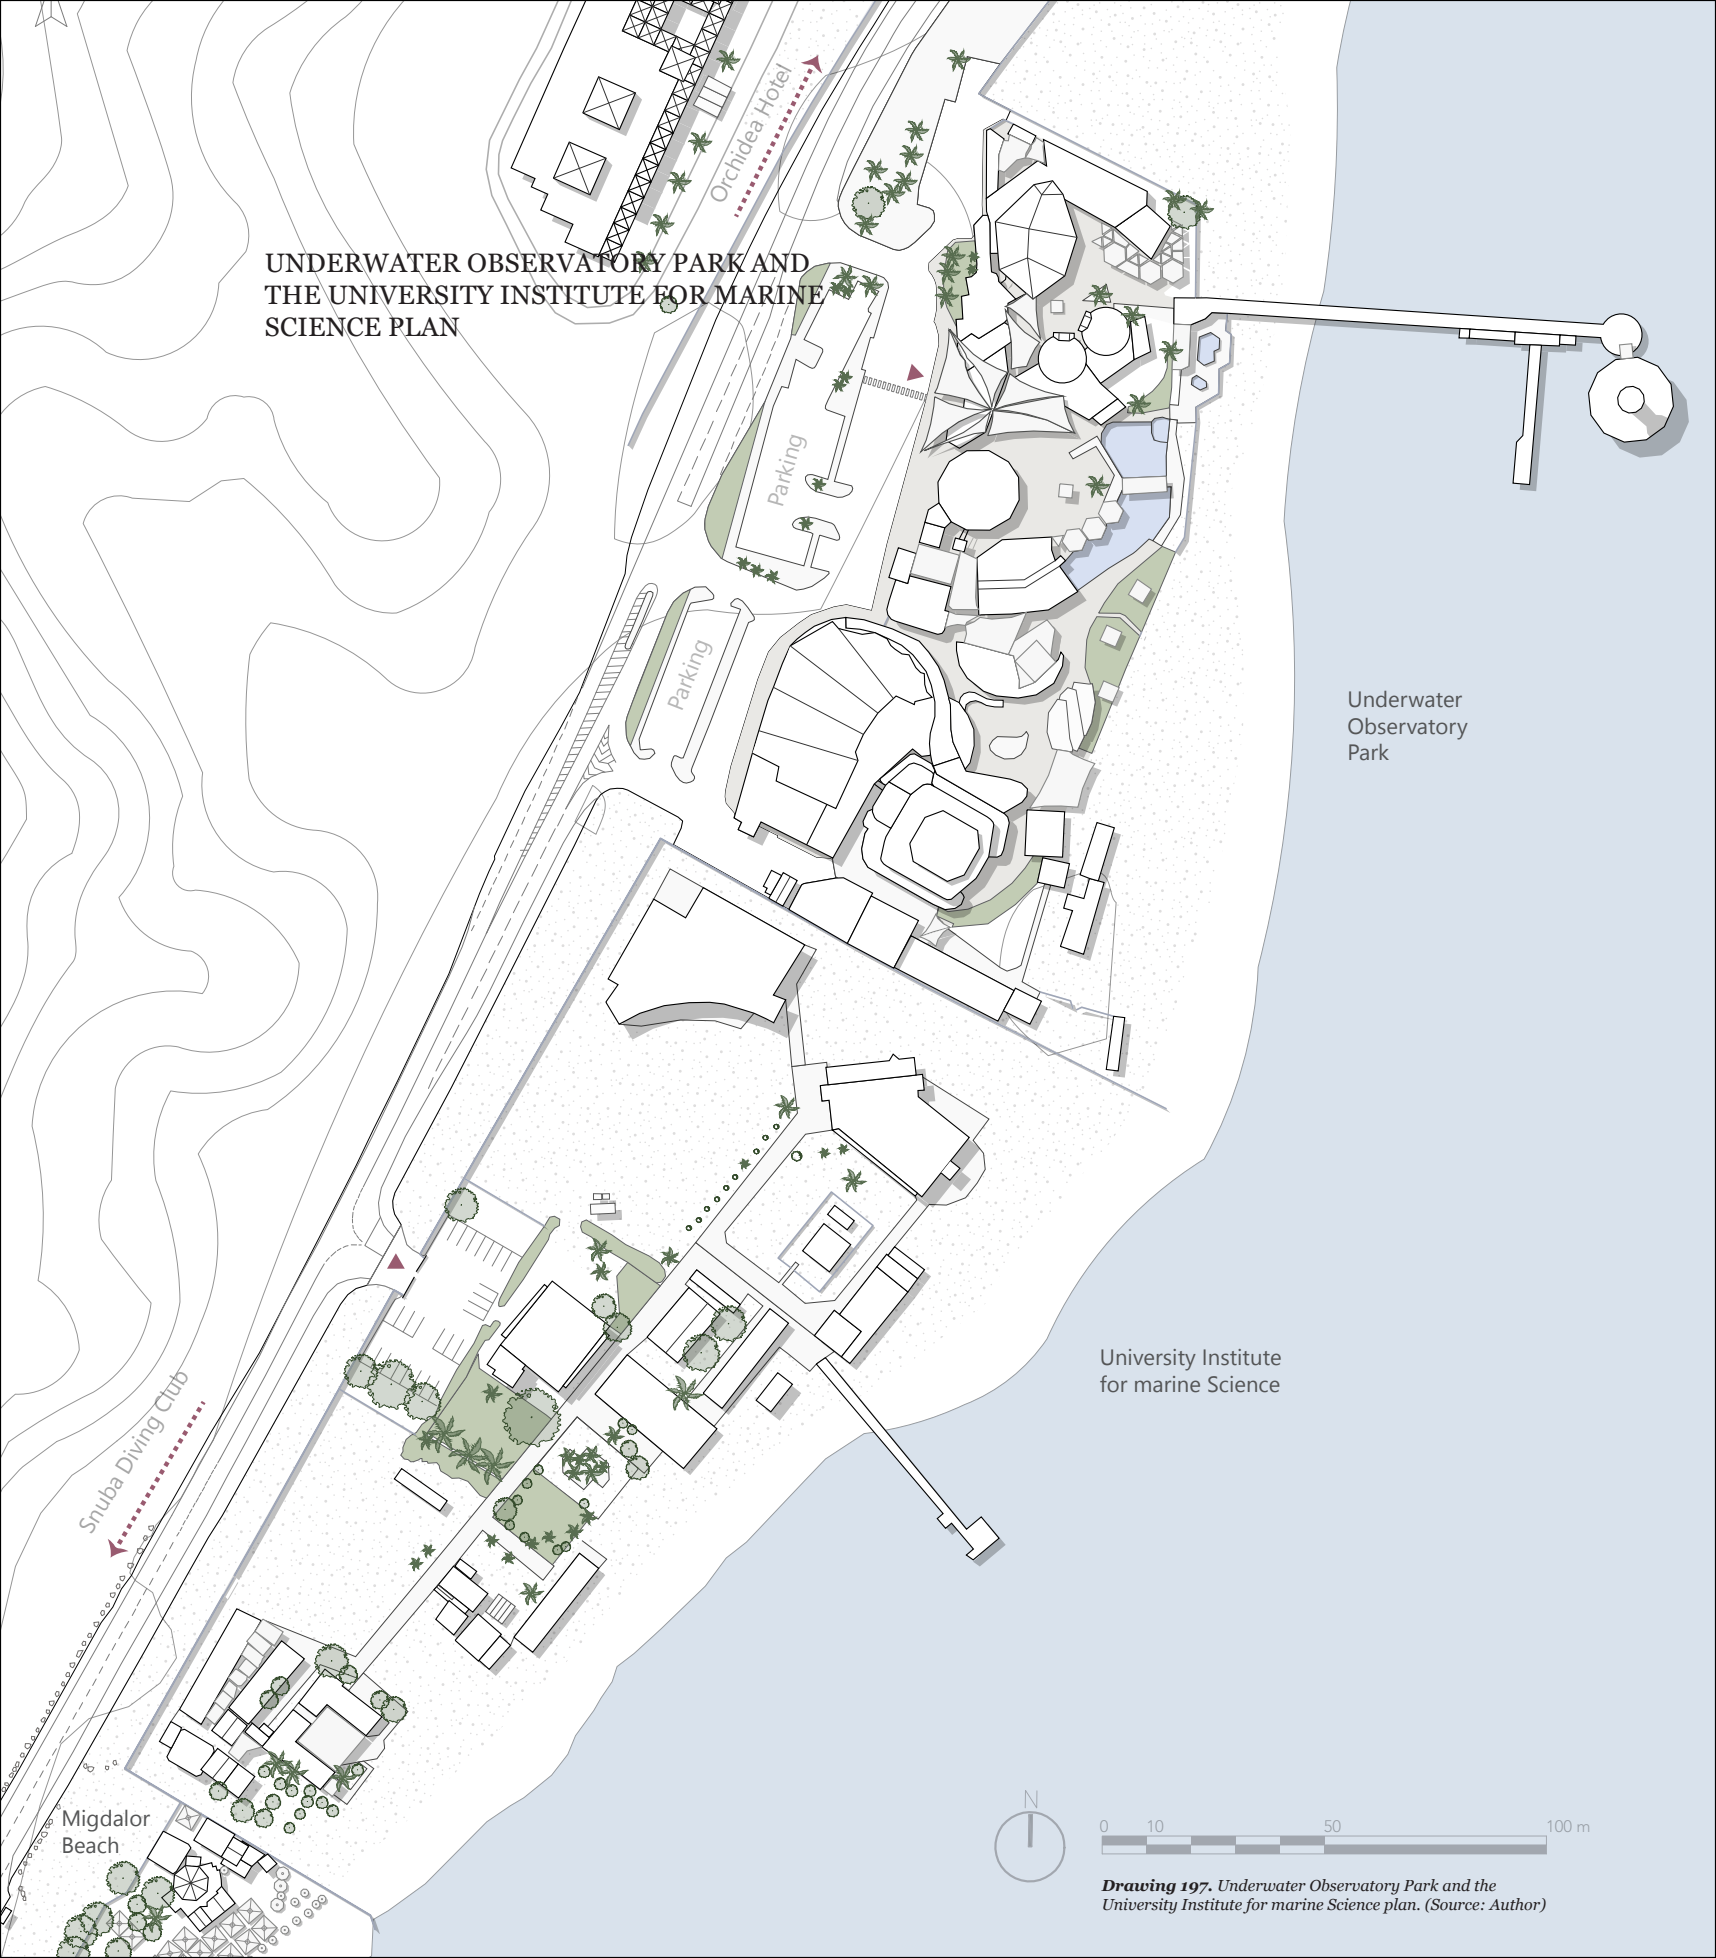 Orchidea Hotel
UNDERWATER OBSERVATORY PARK AND
THE UNIVERSITY INSTITUTE FOR MARINE
SCIENCE PLAN
Parking
Parking
Underwater
Observatory
Park
University Institute
for marine Science
Snuba Diving Club
Migdalor
Beach
N
0 10 50 100 m
Drawing 197. Underwater Observatory Park and the
University Institute for marine Science plan. (Source: Author)